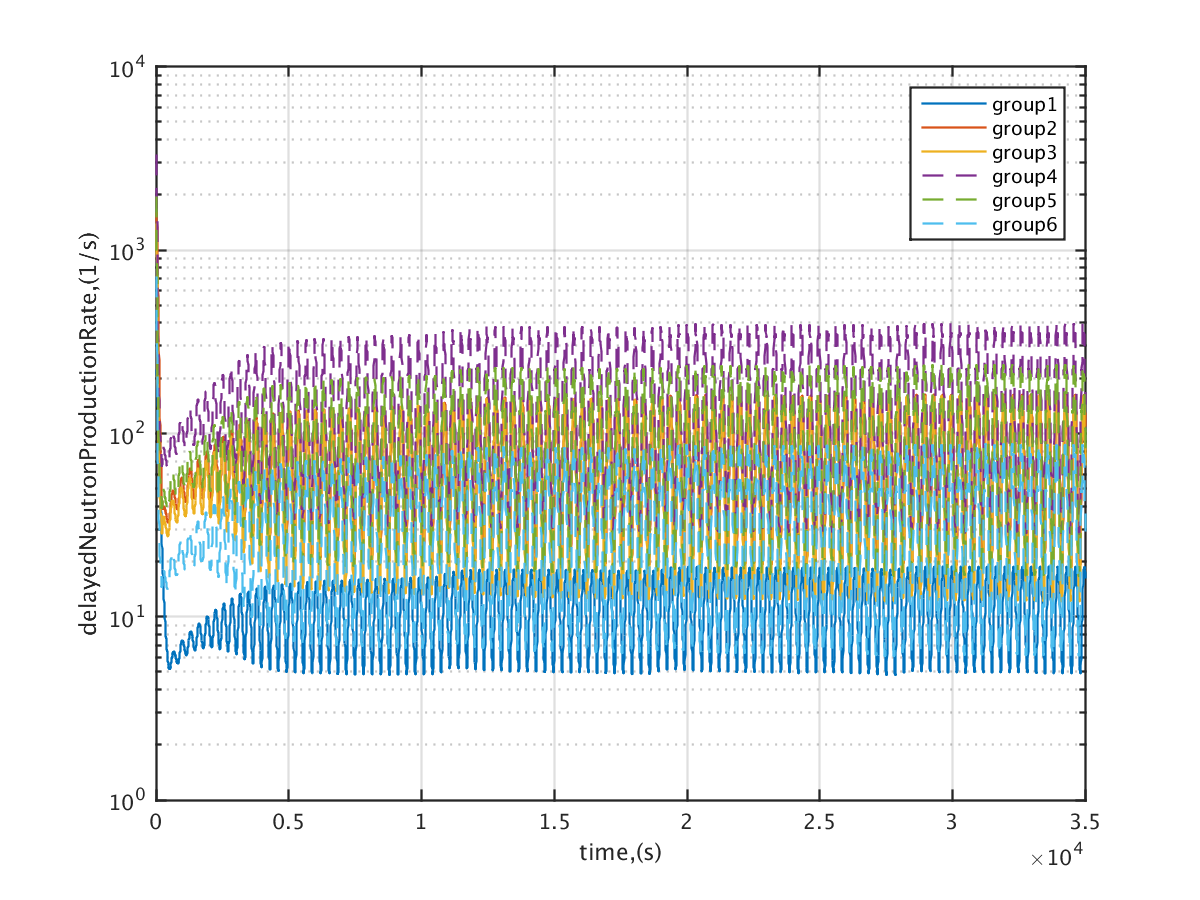 10^4
10^3
10^2
10^1
10^0
delayedNeutronProductionRate,(1/s)
group1
group2
group3
group4
group5
group6
0 0.5 1 1.5 2 2.5 3 3.5
×10^4
time,(s)